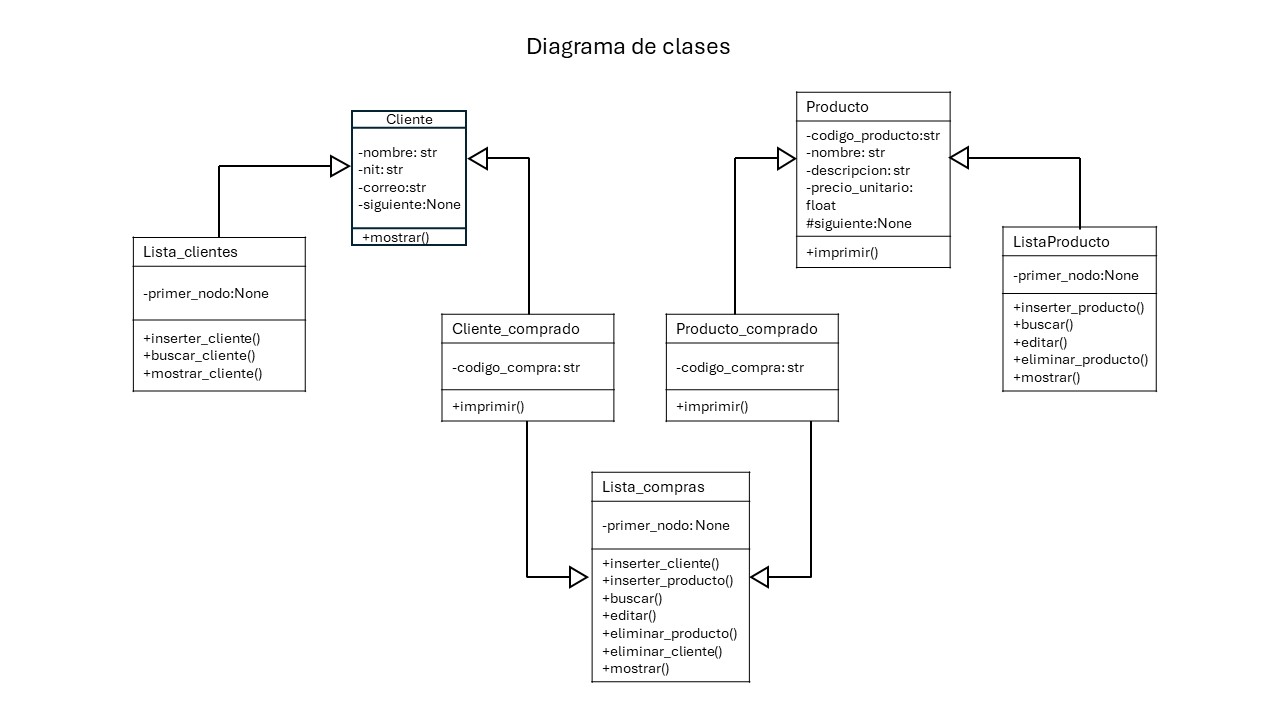 Diagrama de clases
Cliente
-nombre: str
-nit: str
-correo:str
-siguiente:None
+mostrar()
Producto
-codigo_producto:str
-nombre: str
-descripcion: str
-precio_unitario:
float
#siguiente:None
+imprimir()
Lista_clientes
-primer_nodo:None
+inserter_cliente()
+buscar_cliente()
+mostrar_cliente()
ListaProducto
-primer_nodo:None
+inserter_producto()
+buscar()
+editar()
+eliminar_producto()
+mostrar()
Cliente_comprado
-codigo_compra: str
+imprimir()
Producto_comprado
-codigo_compra: str
+imprimir()
Lista_compras
-primer_nodo: None
+inserter_cliente()
+inserter_producto()
+buscar()
+editar()
+eliminar_producto()
+eliminar_cliente()
+mostrar()